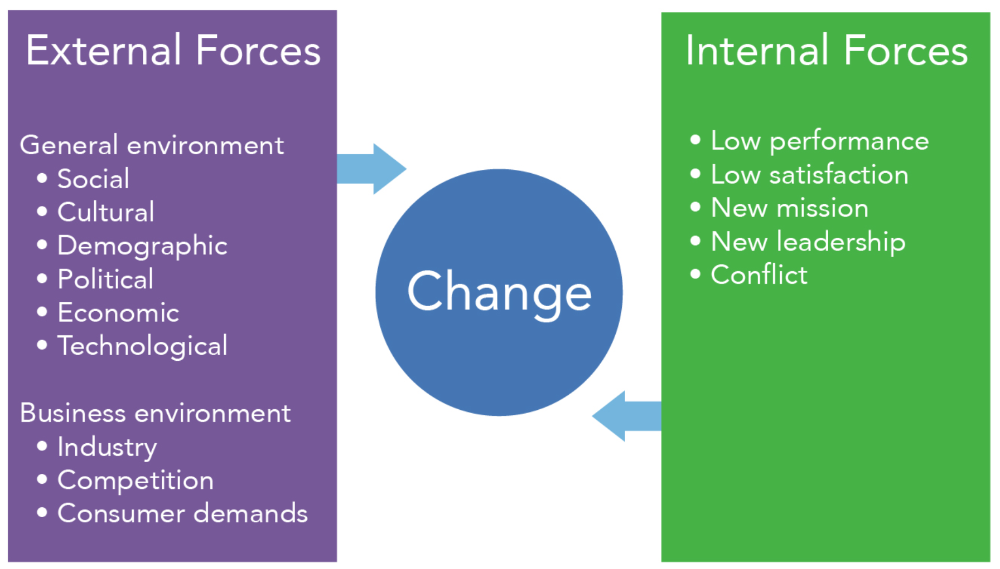 External Forces
General environment
• Social
• Cultural
• Demographic
• Political
• Economic
• Technological
Business environment
• Industry
• Competition
• Consumer demands
Change
Internal Forces
• Low performance
• Low satisfaction
• New mission
• New leadership
• Conflict